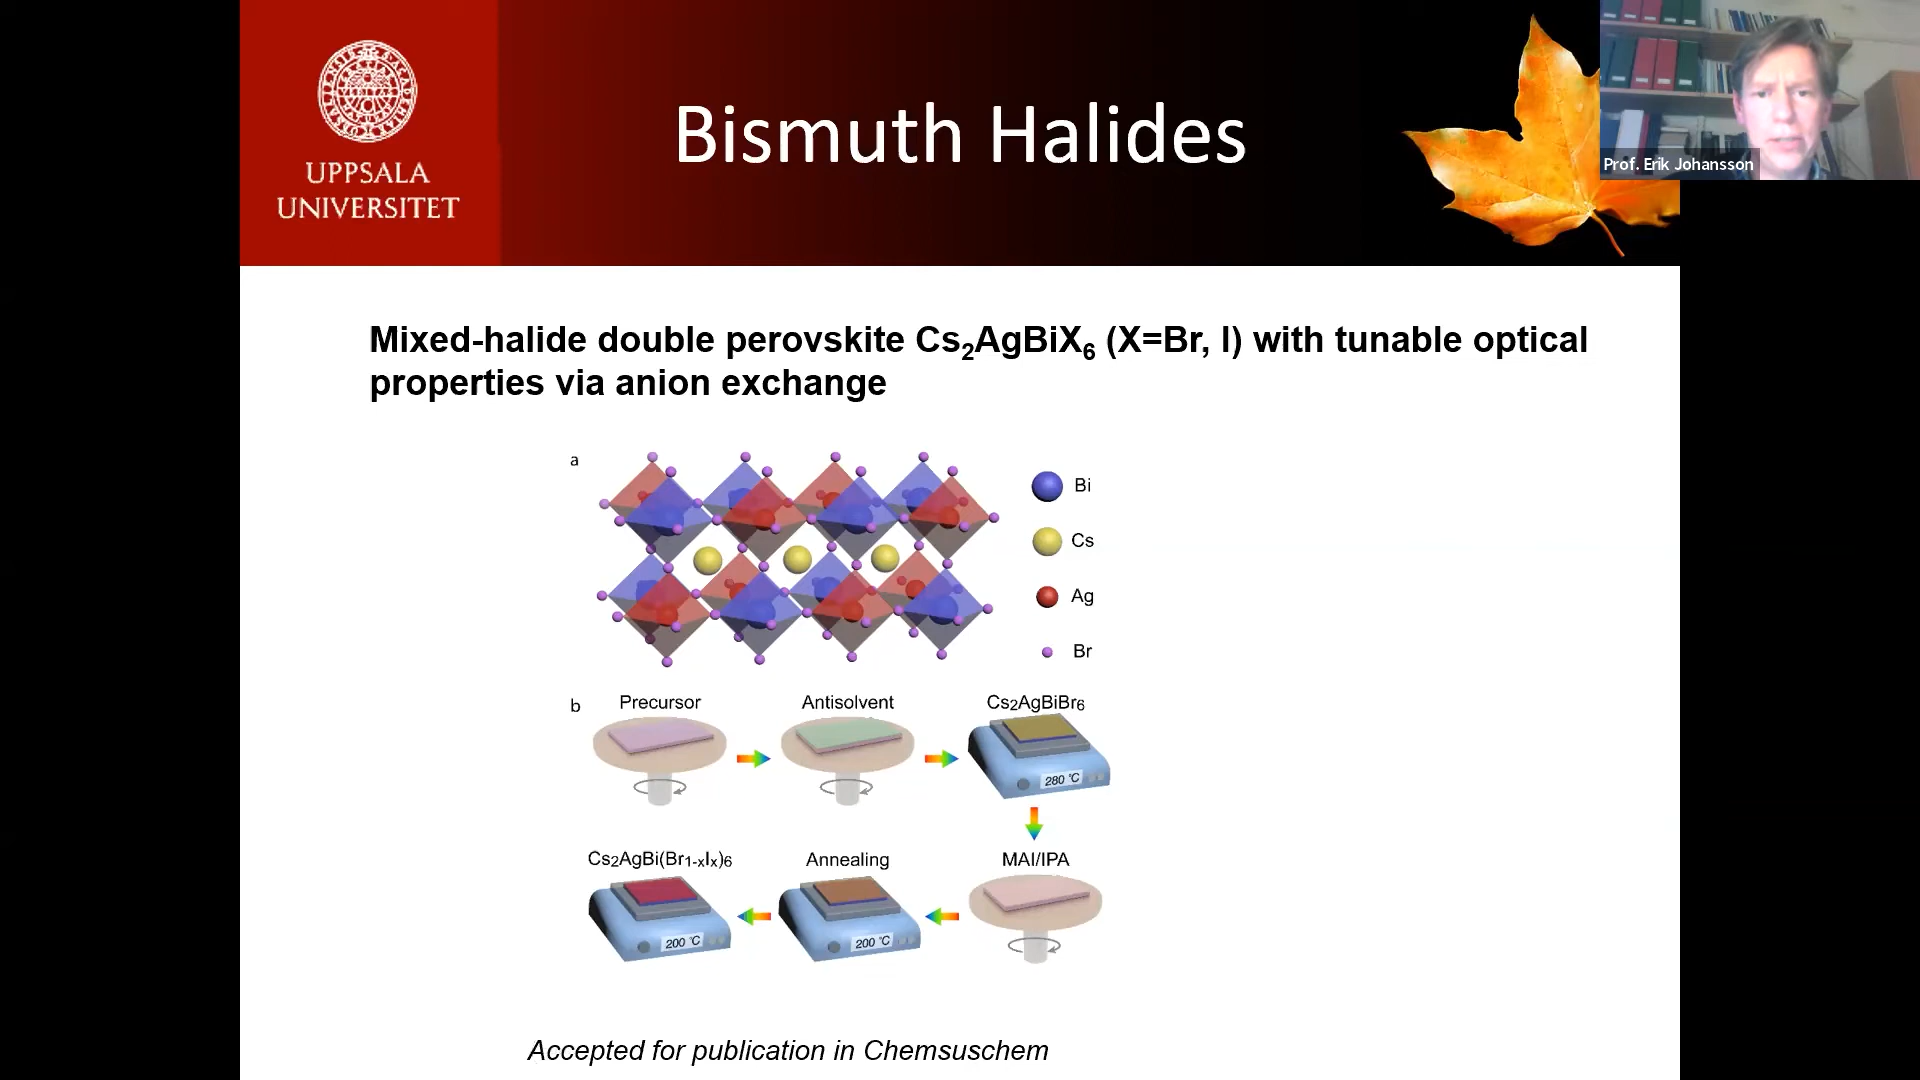 UPPSALA
UNIVERSITET
Bismuth Halides
Prof. Erik Johansson
Mixed-halide double perovskite Cs₂AgBiX₆ (X=Br, I) with tunable optical
properties via anion exchange
a
Bi
Cs
Ag
Br
b
Precursor
Antisolvent
Cs₂AgBiBr₆
280 ℃
Cs₂AgBi(Br₁₋ₓIₓ)₆
Annealing
MAI/IPA
200 ℃
200 ℃
Accepted for publication in Chemsuschem